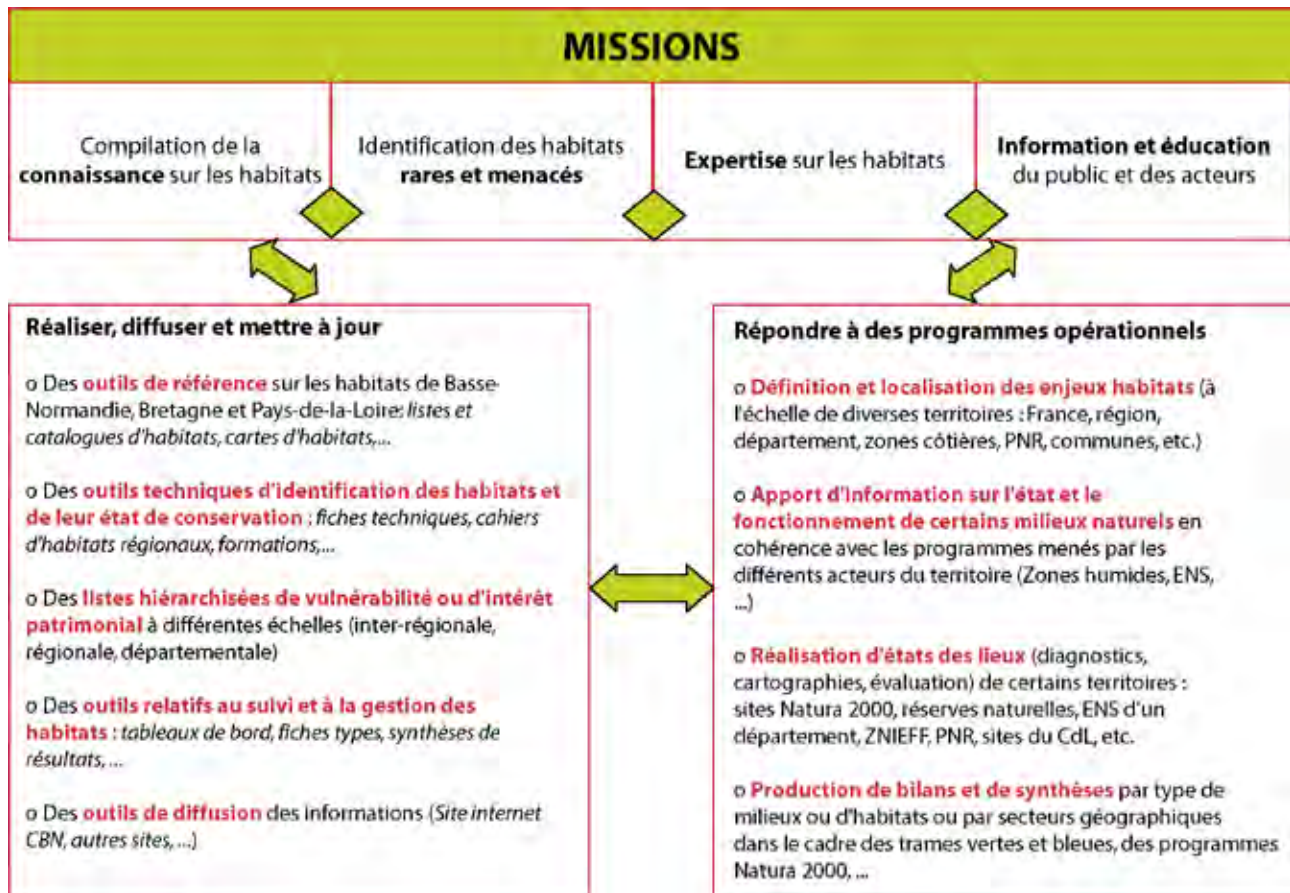 MISSIONS
Compilation de la
connaissance sur les habitats
Identification des habitats
rares et menacés
Expertise sur les habitats
Information et éducation
du public et des acteurs
Réaliser, diffuser et mettre à jour
o Des outils de référence sur les habitats de Basse-
Normandie, Bretagne et Pays-de-la-Loire: listes et
catalogues d'habitats, cartes d'habitats,...
o Des outils techniques d'identification des habitats et
de leur état de conservation : fiches techniques, cahiers
d'habitats régionaux, formations,...
o Des listes hiérarchisées de vulnérabilité ou d'intérêt
patrimonial à différentes échelles (inter-régionale,
régionale, départementale)
o Des outils relatifs au suivi et à la gestion des
habitats : tableaux de bord, fiches types, synthèses de
résultats, ...
o Des outils de diffusion des informations (Site internet
CBN, autres sites, ...)
Répondre à des programmes opérationnels
o Définition et localisation des enjeux habitats (à
l'échelle de diverses territoires : France, région,
département, zones côtières, PNR, communes, etc.)
o Apport d'information sur l'état et le
fonctionnement de certains milieux naturels en
cohérence avec les programmes menés par les
différents acteurs du territoire (Zones humides, ENS,
...)
o Réalisation d'états des lieux (diagnostics,
cartographies, évaluation) de certains territoires :
sites Natura 2000, réserves naturelles, ENS d'un
département, ZNIEFF, PNR, sites du CdL, etc.
o Production de bilans et de synthèses par type de
milieux ou d'habitats ou par secteurs géographiques
dans le cadre des trames vertes et bleues, des programmes
Natura 2000, ...